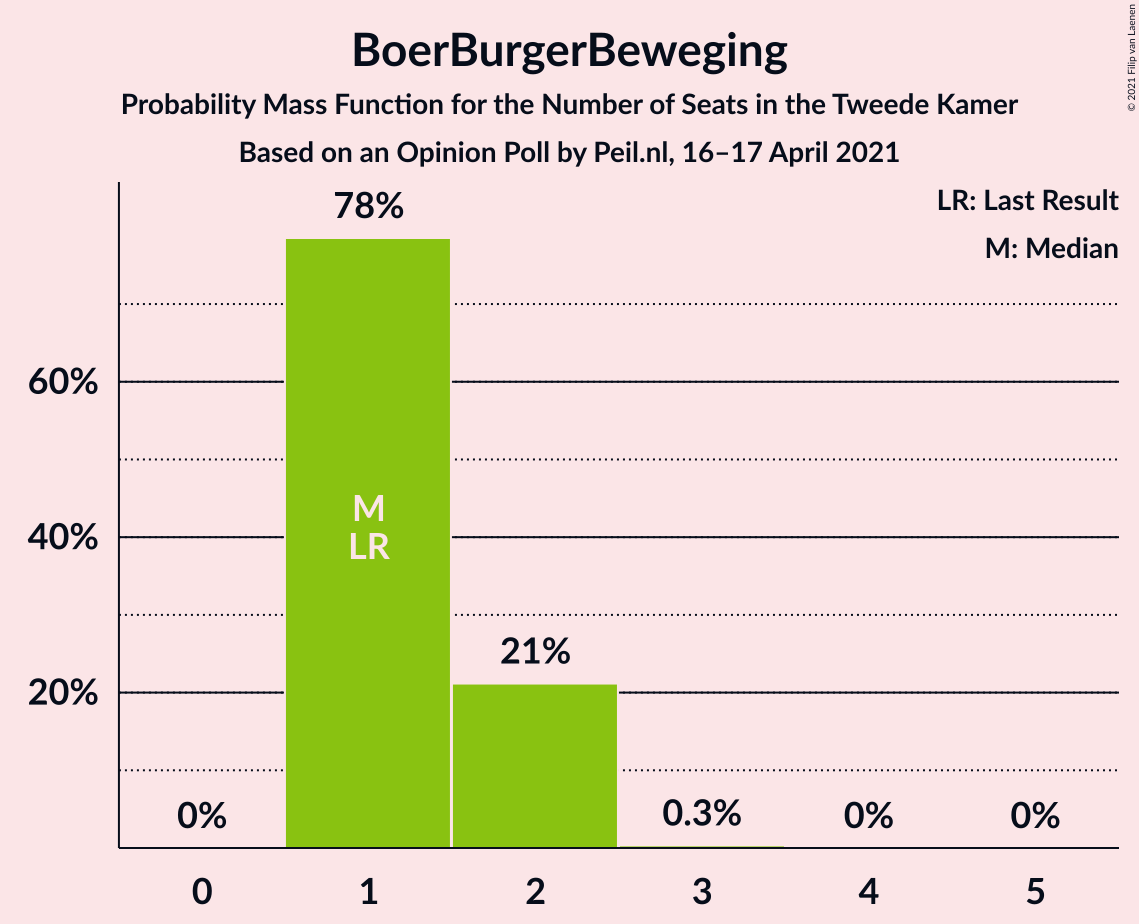 BoerBurgerBeweging
Probability Mass Function for the Number of Seats in the Tweede Kamer
Based on an Opinion Poll by Peil.nl, 16–17 April 2021
© 2021 Filip van Laenen
LR: Last Result
M: Median
78%
60%
40%
20%
M
LR
21%
0%
0.3%
0%
0%
0
1
2
3
4
5